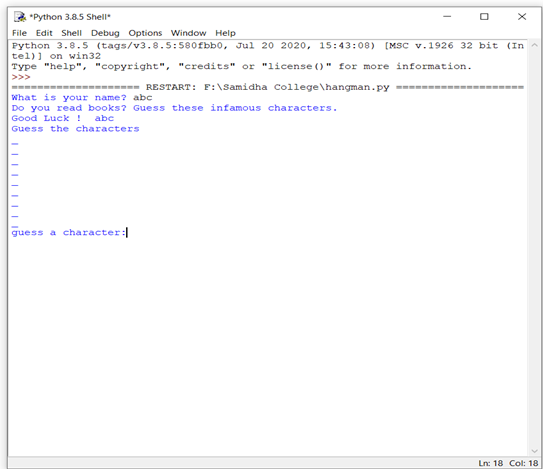 *Python 3.8.5 Shell*
File Edit Shell Debug Options Window Help
Python 3.8.5 (tags/v3.8.5:580fbb0, Jul 20 2020, 15:43:08) [MSC v.1926 32 bit (In
tel)] on win32
Type "help", "copyright", "credits" or "license()" for more information.
>>>
==================== RESTART: F:\Samidha College\hangman.py ====================
What is your name? abc
Do you read books? Guess these infamous characters.
Good Luck !  abc
Guess the characters
_
_
_
_
_
_
_
_
_
guess a character:
Ln: 18 Col: 18